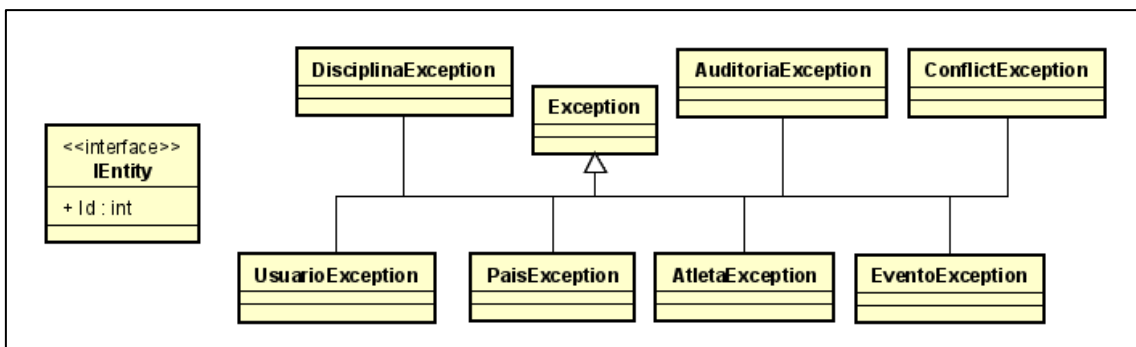 DisciplinaException
AuditoriaException
ConflictException
Exception
<<interface>>
IEntity
+ Id : int
UsuarioException
PaisException
AtletaException
EventoException